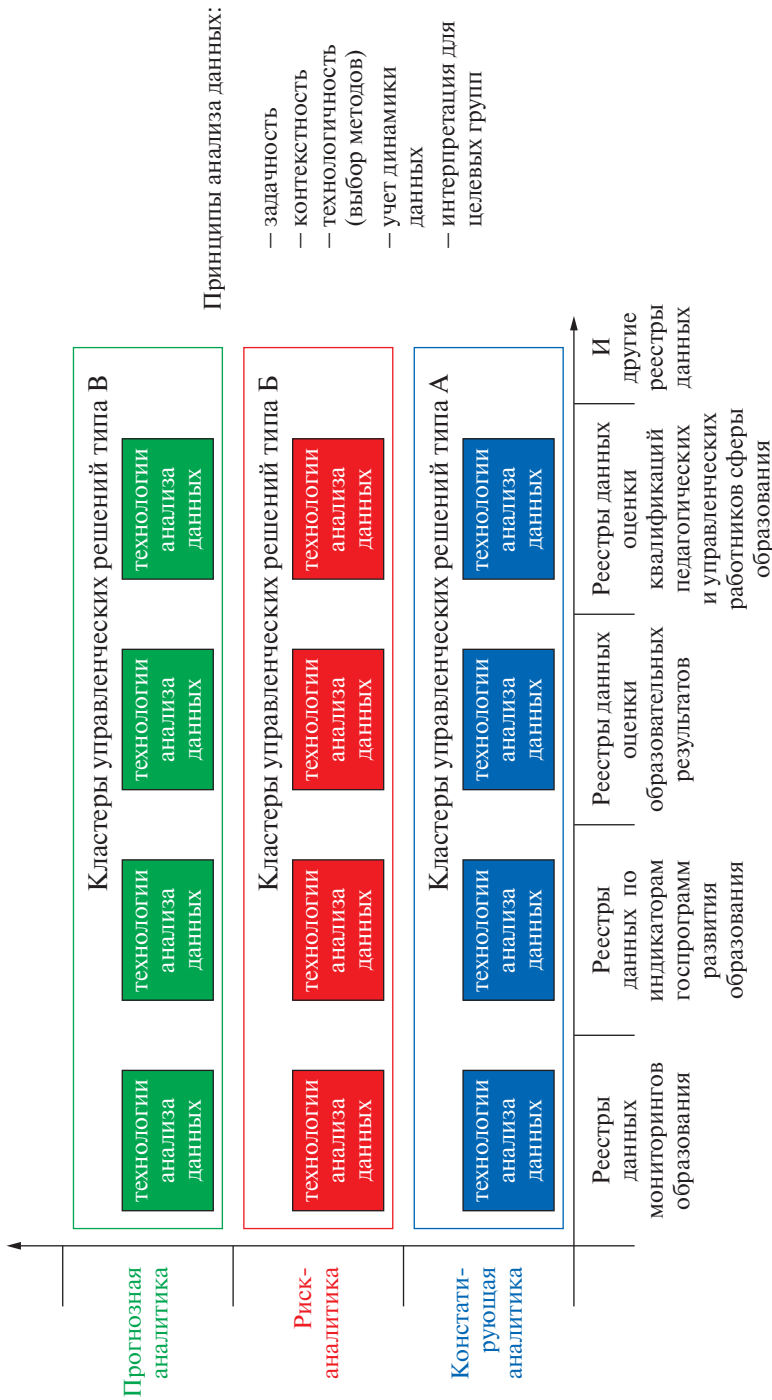 Принципы анализа данных:
— задачность
— контекстность
— технологичность
(выбор методов)
— учет динамики
данных
— интерпретация для
целевых групп
Прогнозная
аналитика
Кластеры управленческих решений типа В
технологии
анализа
данных
технологии
анализа
данных
технологии
анализа
данных
технологии
анализа
данных
Риск-
аналитика
Кластеры управленческих решений типа Б
технологии
анализа
данных
технологии
анализа
данных
технологии
анализа
данных
технологии
анализа
данных
Констати-
рующая
аналитика
Кластеры управленческих решений типа А
технологии
анализа
данных
технологии
анализа
данных
технологии
анализа
данных
технологии
анализа
данных
Реестры
данных
мониторингов
образования
Реестры
данных по
индикаторам
госпрограмм
развития
образования
Реестры данных
оценки
образовательных
результатов
Реестры данных
оценки
квалификаций
педагогических
и управленческих
работников сферы
образования
И
другие
реестры
данных